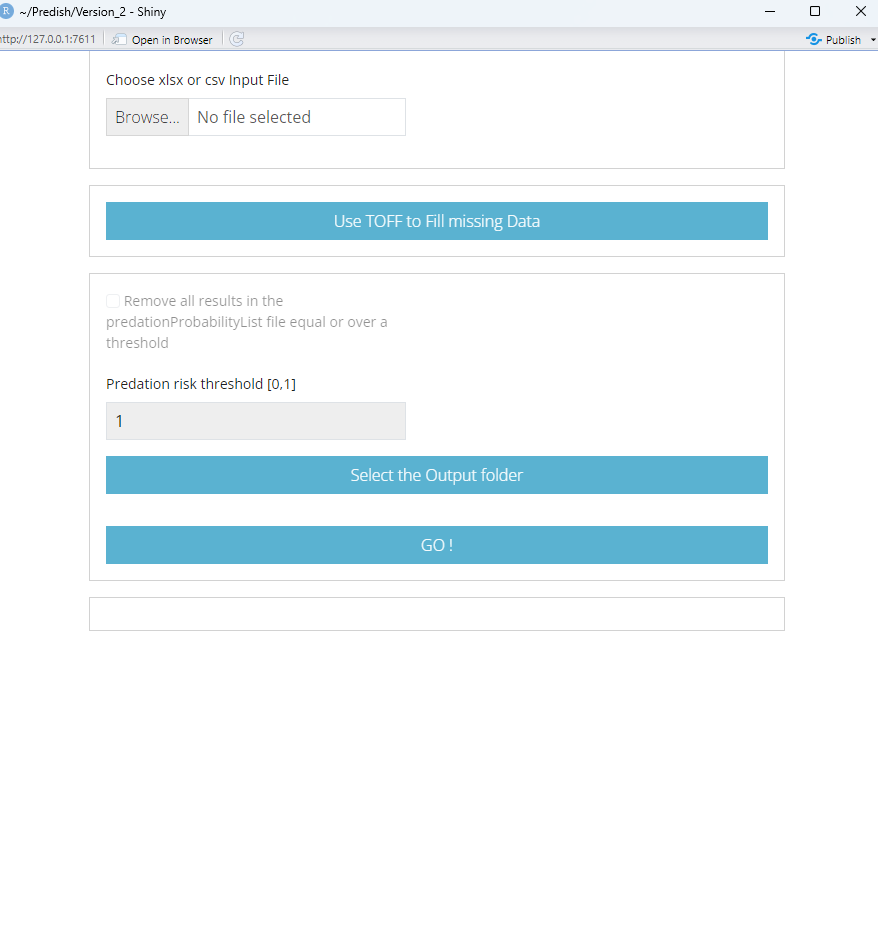 R ~/Predish/Version_2 - Shiny
http://127.0.0.1:7611 Open in Browser Publish
Choose xlsx or csv Input File
Browse... No file selected
Use TOFF to Fill missing Data
Remove all results in the
predationProbabilityList file equal or over a
threshold
Predation risk threshold [0,1]
1
Select the Output folder
GO !